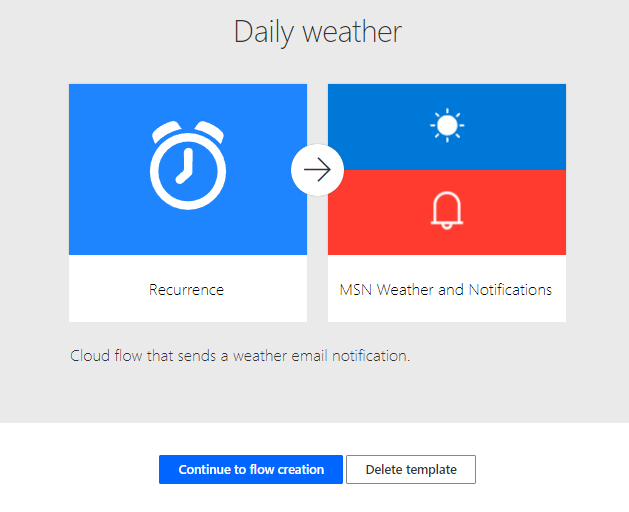 Daily weather
Recurrence
MSN Weather and Notifications
Cloud flow that sends a weather email notification.
Continue to flow creation
Delete template